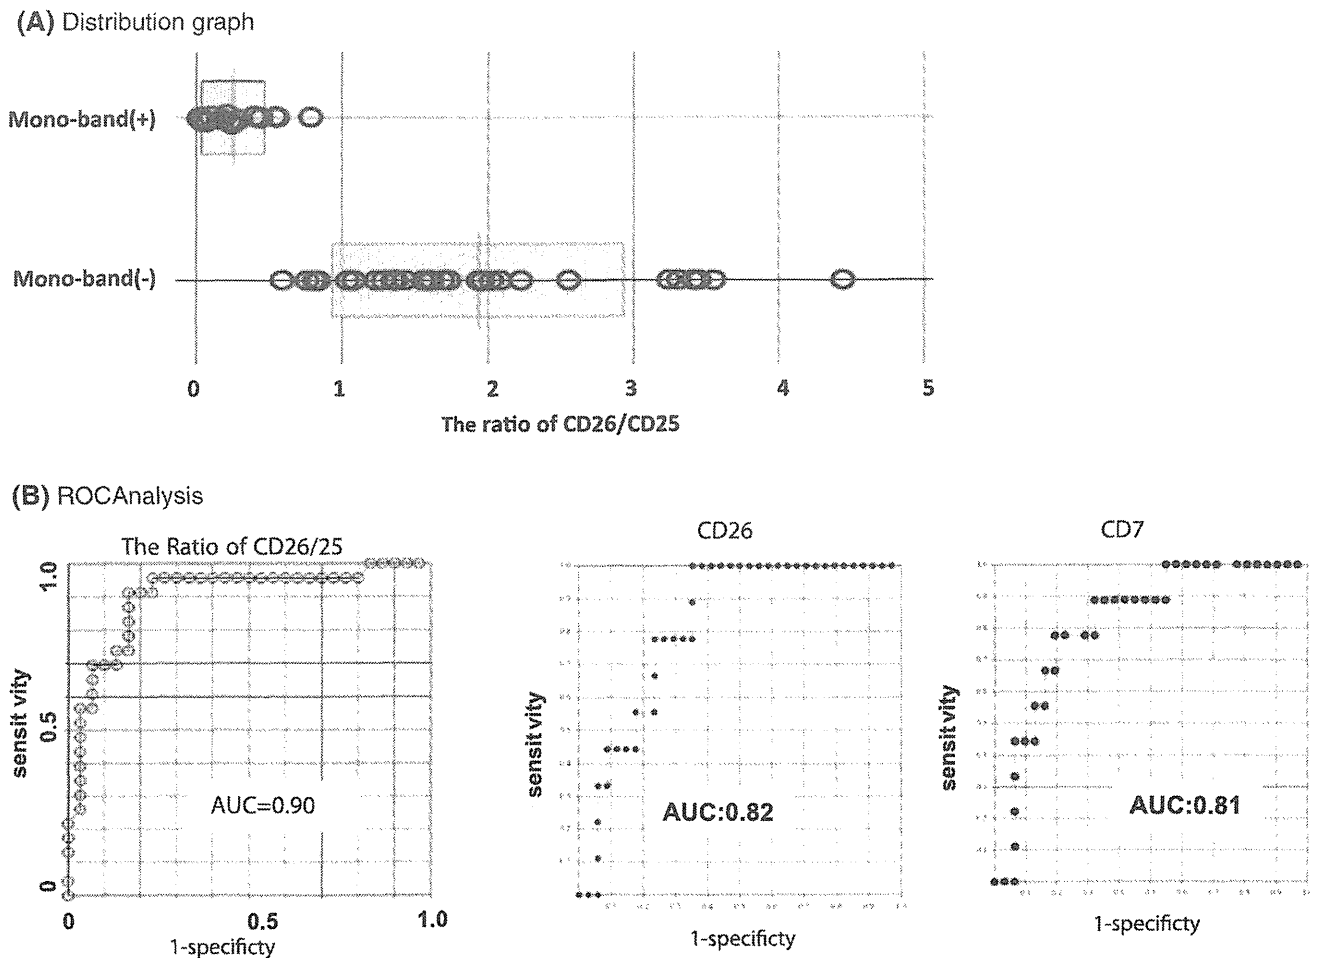 (A) Distribution graph
Mono-band(+)
Mono-band(-)
0 1 2 3 4 5
The ratio of CD26/CD25
(B) ROCAnalysis
The Ratio of CD26/25
1.0
0.5
0
sensit vity
AUC=0.90
0 0.5 1.0
1-specificty
CD26
sensit vity
AUC:0.82
1-specificty
CD7
sensit vity
AUC:0.81
1-specificty